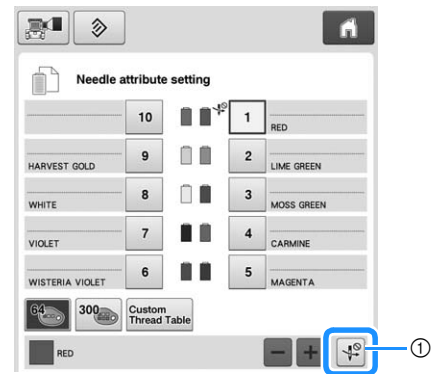 Needle attribute setting
10 1 RED
HARVEST GOLD 9 2 LIME GREEN
WHITE 8 3 MOSS GREEN
VIOLET 7 4 CARMINE
WISTERIA VIOLET 6 5 MAGENTA
64 300 Custom
Thread Table
RED - + ①